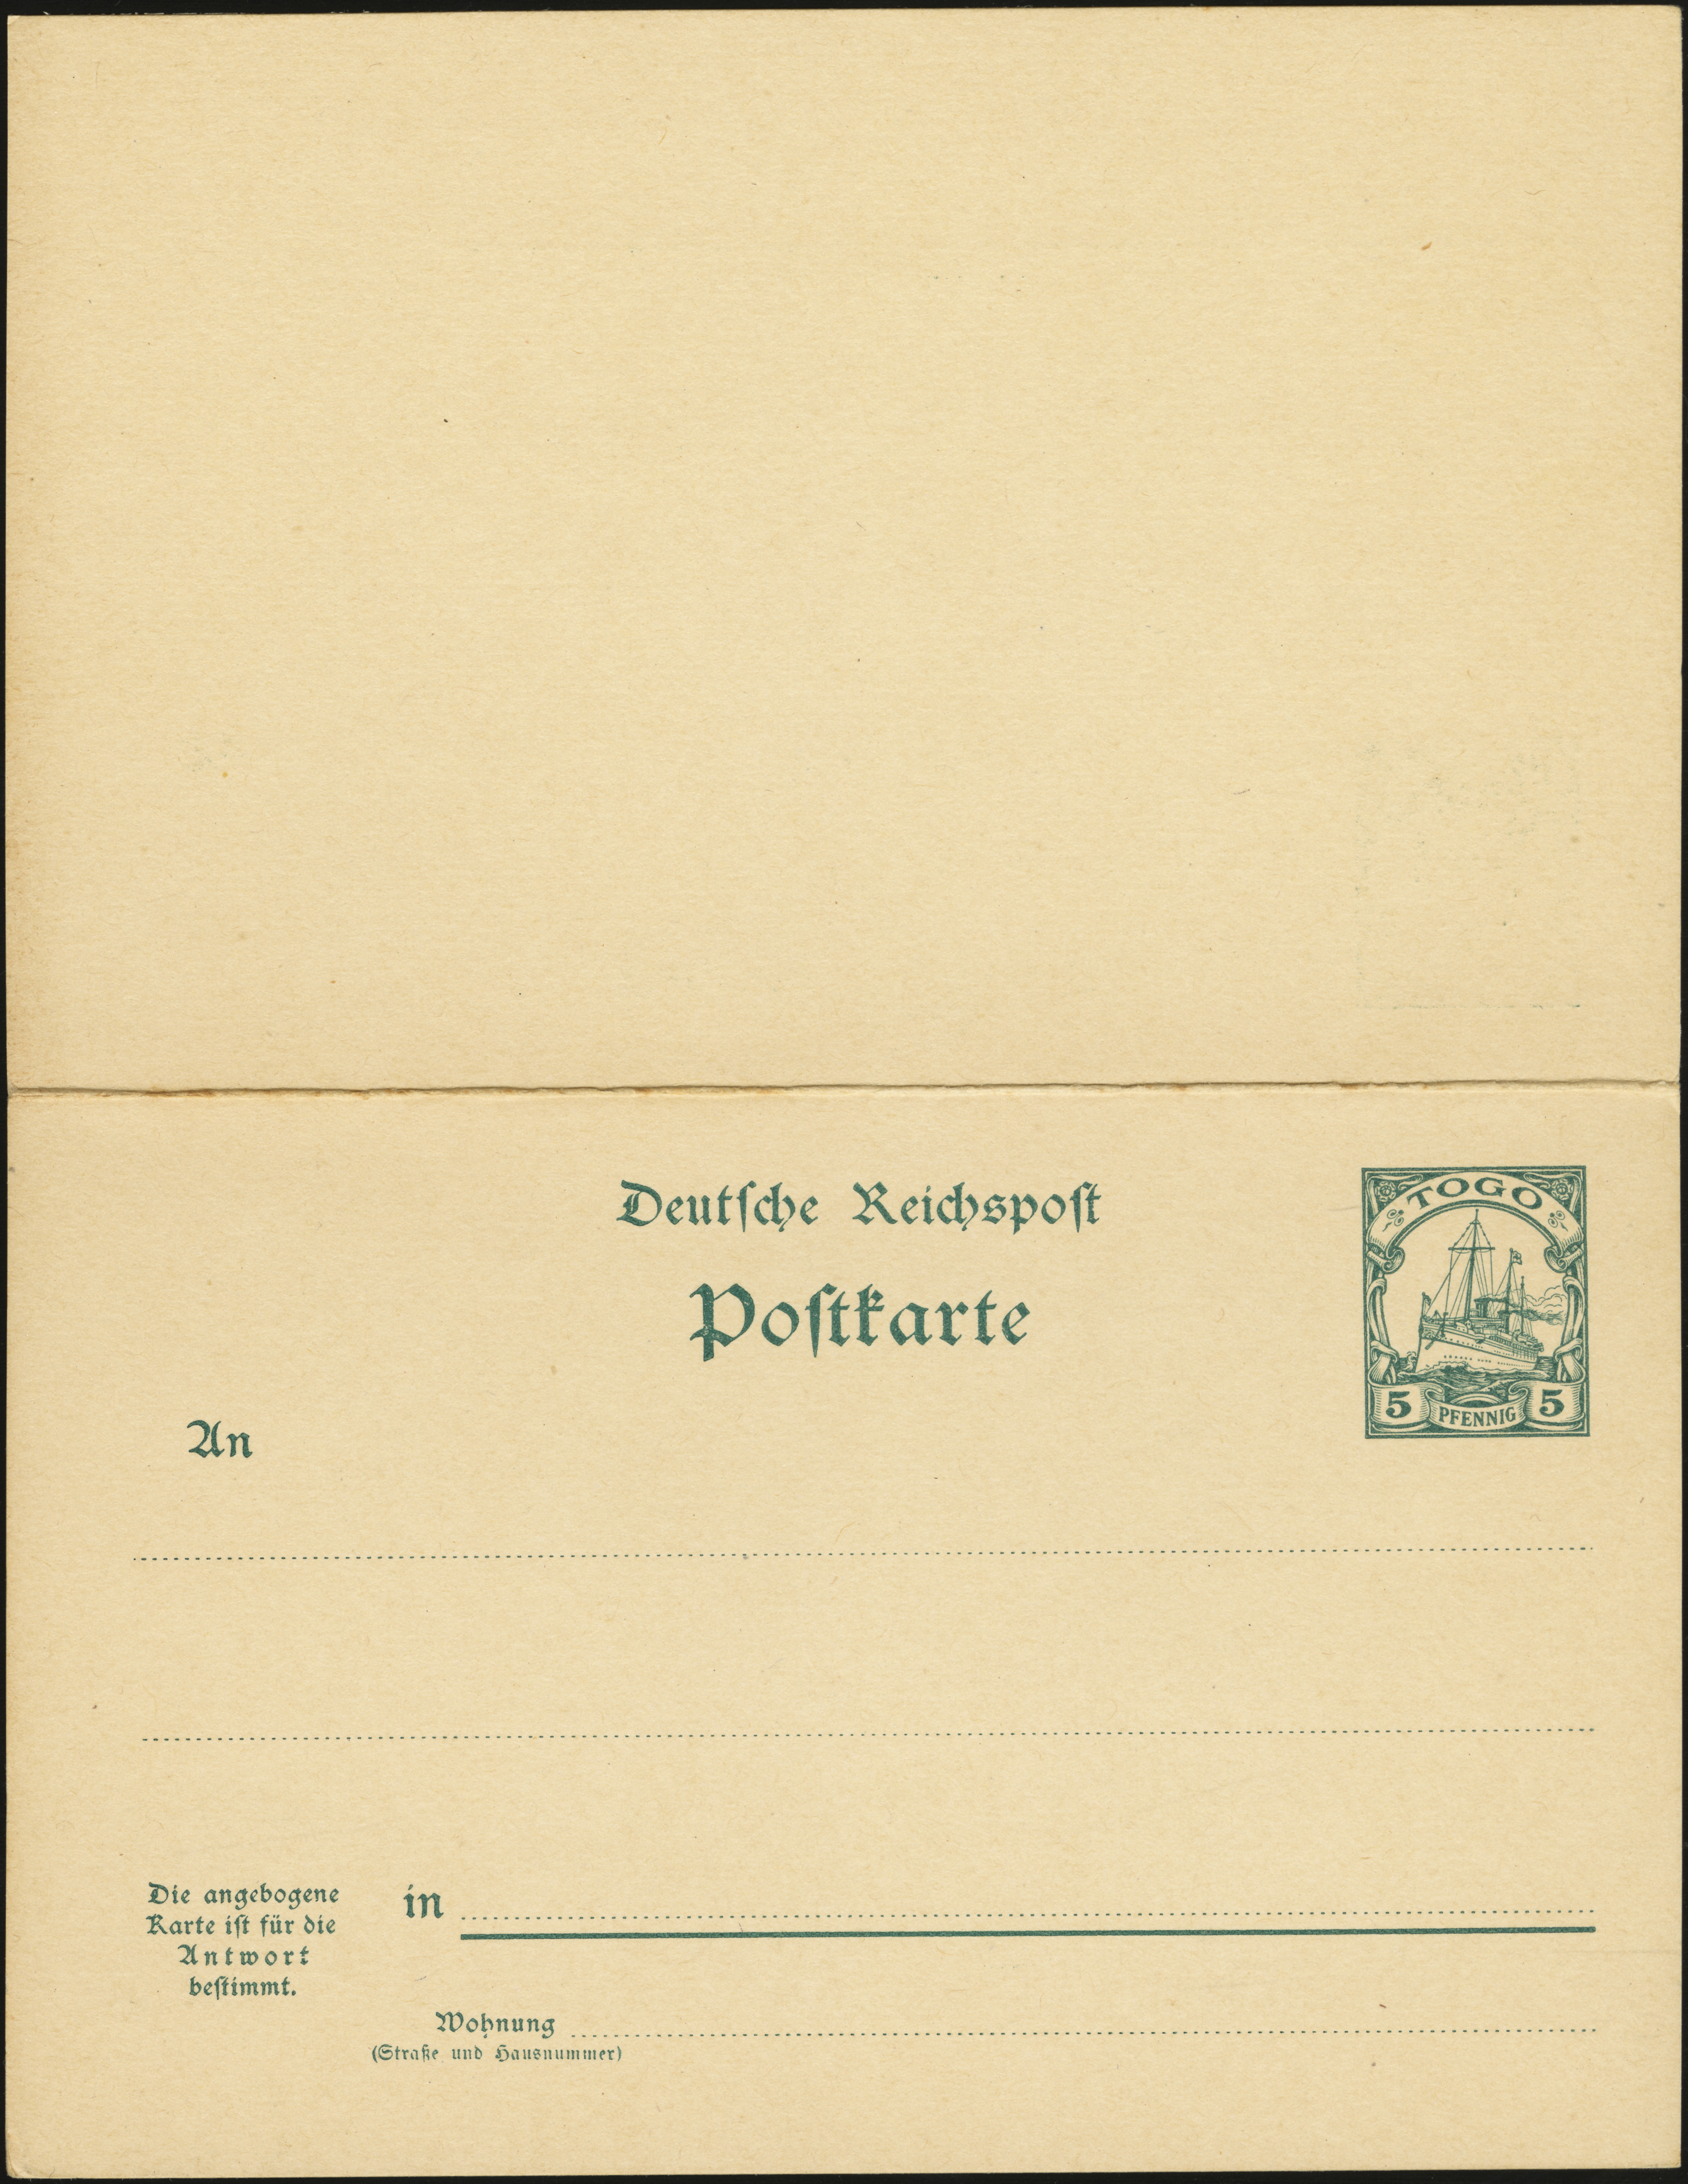 Deutſche Reichspoſt
TOGO
Poſtkarte
5 PFENNIG 5
An
Die angebogene
Karte iſt für die
Antwort
beſtimmt.
in
Wohnung
(Straße und Hausnummer)